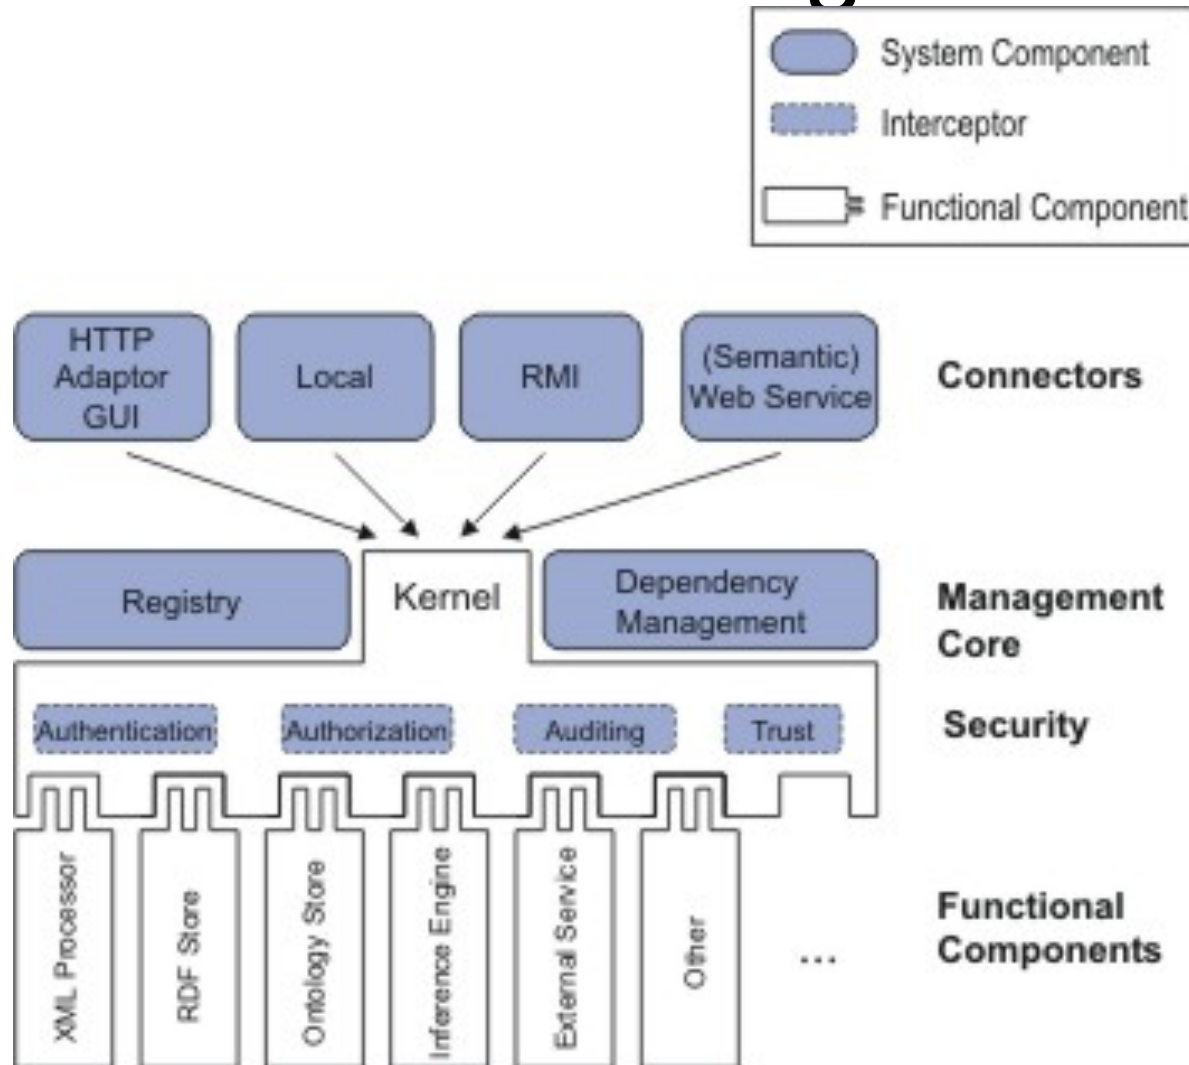 System Component
Interceptor
Functional Component
HTTP
Adaptor
GUI
Local
RMI
(Semantic)
Web Service
Connectors
Registry
Kernel
Dependency
Management
Management
Core
Authentication
Authorization
Auditing
Trust
Security
XML Processor
RDF Store
Ontology Store
Inference Engine
External Service
Other
...
Functional
Components